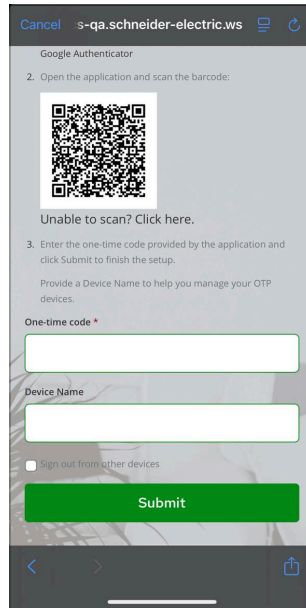 Cancel
s-qa.schneider-electric.ws
Google Authenticator
2. Open the application and scan the barcode:
Unable to scan? Click here.
3. Enter the one-time code provided by the application and
click Submit to finish the setup.
Provide a Device Name to help you manage your OTP
devices.
One-time code *
Device Name
Sign out from other devices
Submit